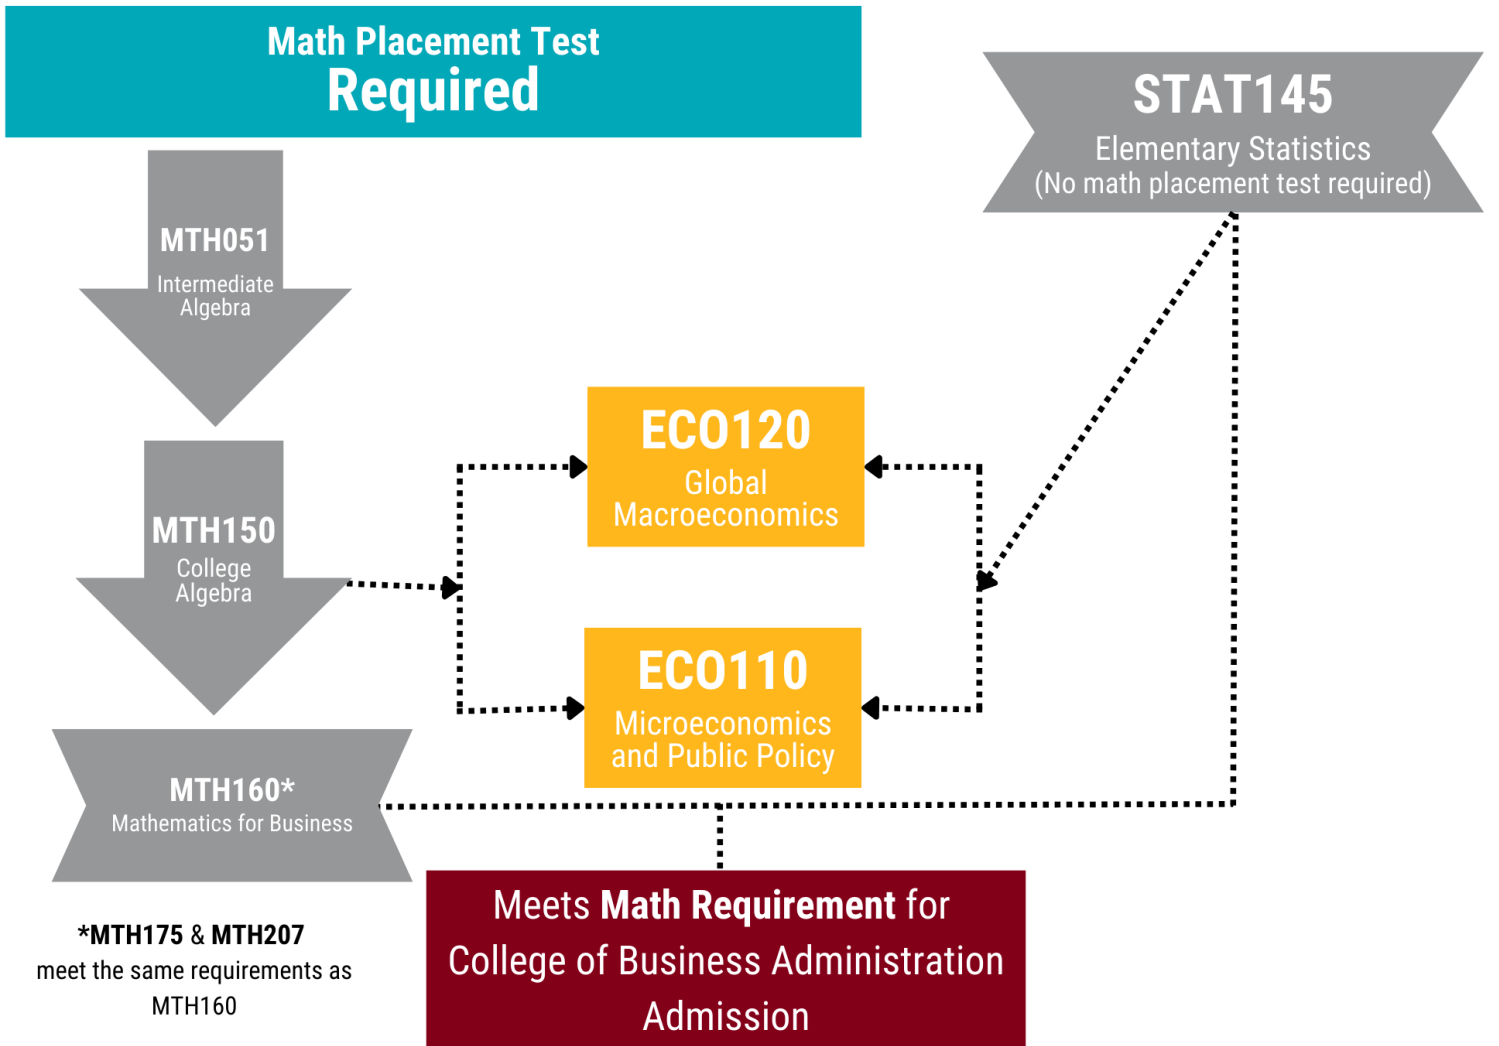 Math Placement Test
Required
STAT145
Elementary Statistics
(No math placement test required)
MTH051
Intermediate
Algebra
ECO120
Global
Macroeconomics
MTH150
College
Algebra
ECO110
Microeconomics
and Public Policy
MTH160*
Mathematics for Business
*MTH175 & MTH207
meet the same requirements as
MTH160
Meets Math Requirement for
College of Business Administration
Admission